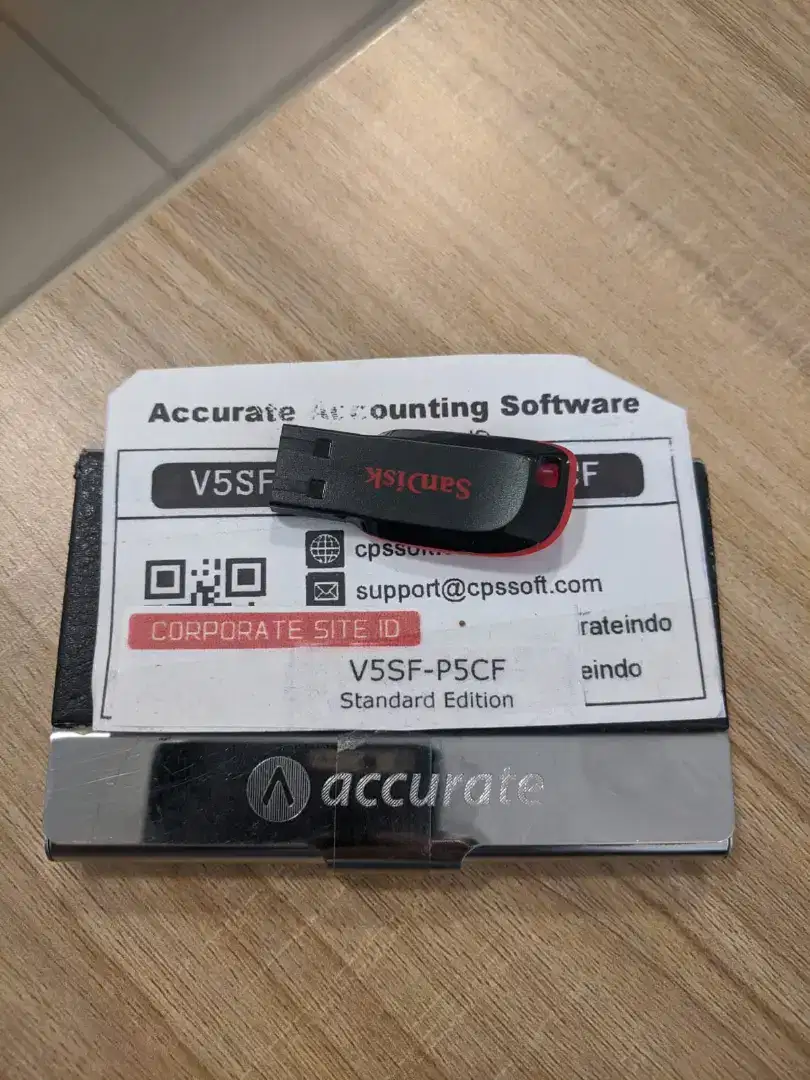 Accurate Accounting Software
V5SF
CF
SanDisk
support@cpssoft.com
CORPORATE SITE ID
rateindo
V5SF-P5CF
eindo
Standard Edition
accurate